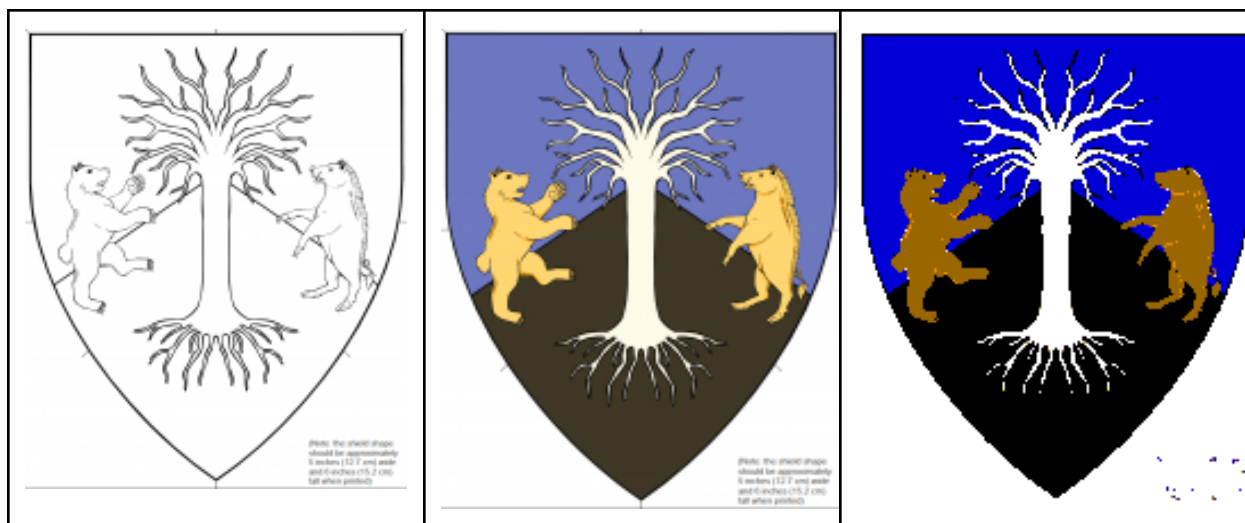 (Note: the shield shape
should be approximately
5 inches (12.7 cm) wide
and 6 inches (15.2 cm)
tall when printed)
(Note: the shield shape
should be approximately
5 inches (12.7 cm) wide
and 6 inches (15.2 cm)
tall when printed)